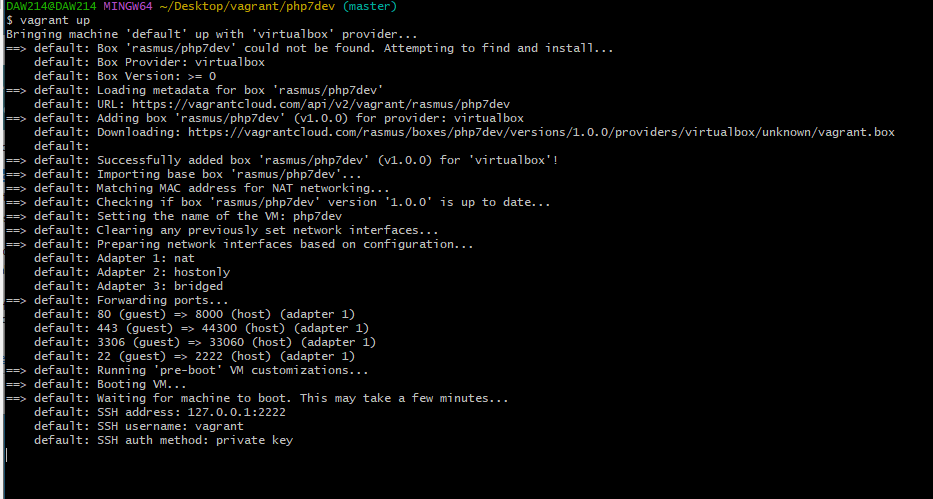 DAW214@DAW214 MINGW64 ~/Desktop/vagrant/php7dev (master)
$ vagrant up
Bringing machine 'default' up with 'virtualbox' provider...
==> default: Box 'rasmus/php7dev' could not be found. Attempting to find and install...
    default: Box Provider: virtualbox
    default: Box Version: >= 0
==> default: Loading metadata for box 'rasmus/php7dev'
    default: URL: https://vagrantcloud.com/api/v2/vagrant/rasmus/php7dev
==> default: Adding box 'rasmus/php7dev' (v1.0.0) for provider: virtualbox
    default: Downloading: https://vagrantcloud.com/rasmus/boxes/php7dev/versions/1.0.0/providers/virtualbox/unknown/vagrant.box
    default:
==> default: Successfully added box 'rasmus/php7dev' (v1.0.0) for 'virtualbox'!
==> default: Importing base box 'rasmus/php7dev'...
==> default: Matching MAC address for NAT networking...
==> default: Checking if box 'rasmus/php7dev' version '1.0.0' is up to date...
==> default: Setting the name of the VM: php7dev
==> default: Clearing any previously set network interfaces...
==> default: Preparing network interfaces based on configuration...
    default: Adapter 1: nat
    default: Adapter 2: hostonly
    default: Adapter 3: bridged
==> default: Forwarding ports...
    default: 80 (guest) => 8000 (host) (adapter 1)
    default: 443 (guest) => 44300 (host) (adapter 1)
    default: 3306 (guest) => 33060 (host) (adapter 1)
    default: 22 (guest) => 2222 (host) (adapter 1)
==> default: Running 'pre-boot' VM customizations...
==> default: Booting VM...
==> default: Waiting for machine to boot. This may take a few minutes...
    default: SSH address: 127.0.0.1:2222
    default: SSH username: vagrant
    default: SSH auth method: private key